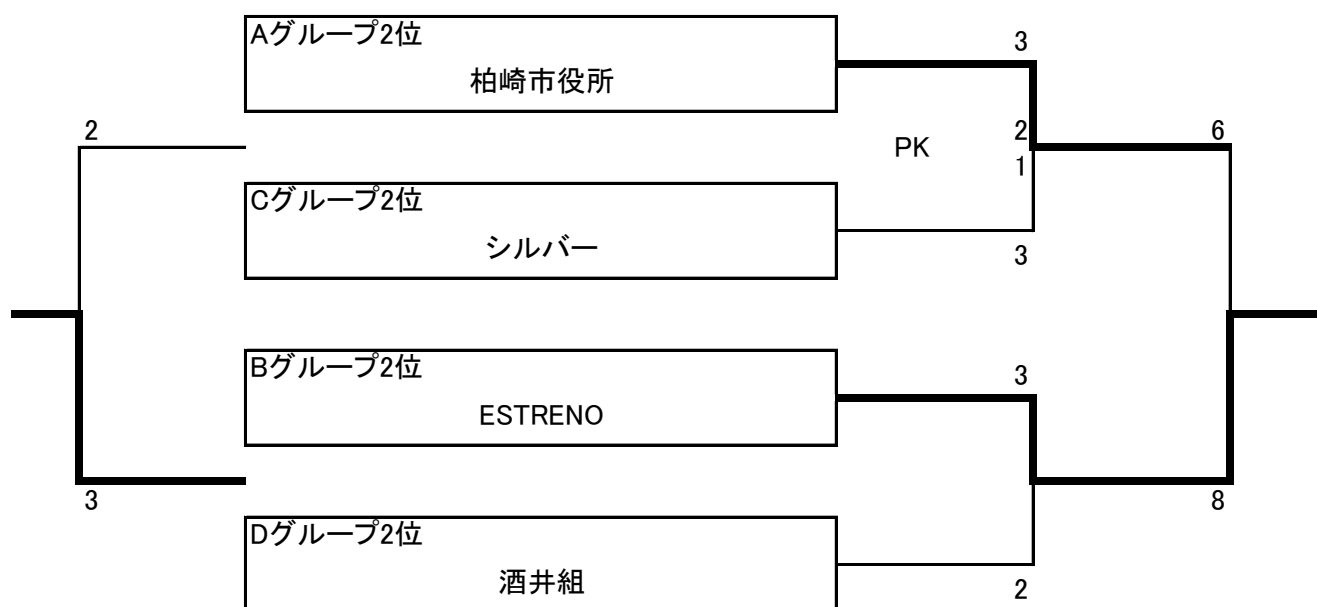 Aグループ2位
3
柏崎市役所
2
PK
2
6
1
Cグループ2位
シルバー
3
Bグループ2位
3
ESTRENO
3
8
Dグループ2位
酒井組
2